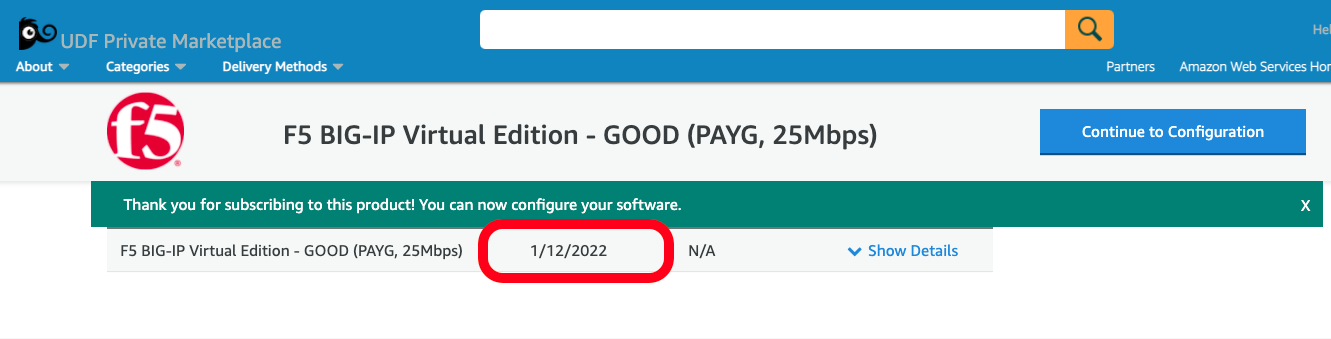 UDF Private Marketplace
Hel
About Categories Delivery Methods Partners Amazon Web Services Hor
f5
F5 BIG-IP Virtual Edition - GOOD (PAYG, 25Mbps)
Continue to Configuration
Thank you for subscribing to this product! You can now configure your software. X
F5 BIG-IP Virtual Edition - GOOD (PAYG, 25Mbps) 1/12/2022 N/A Show Details